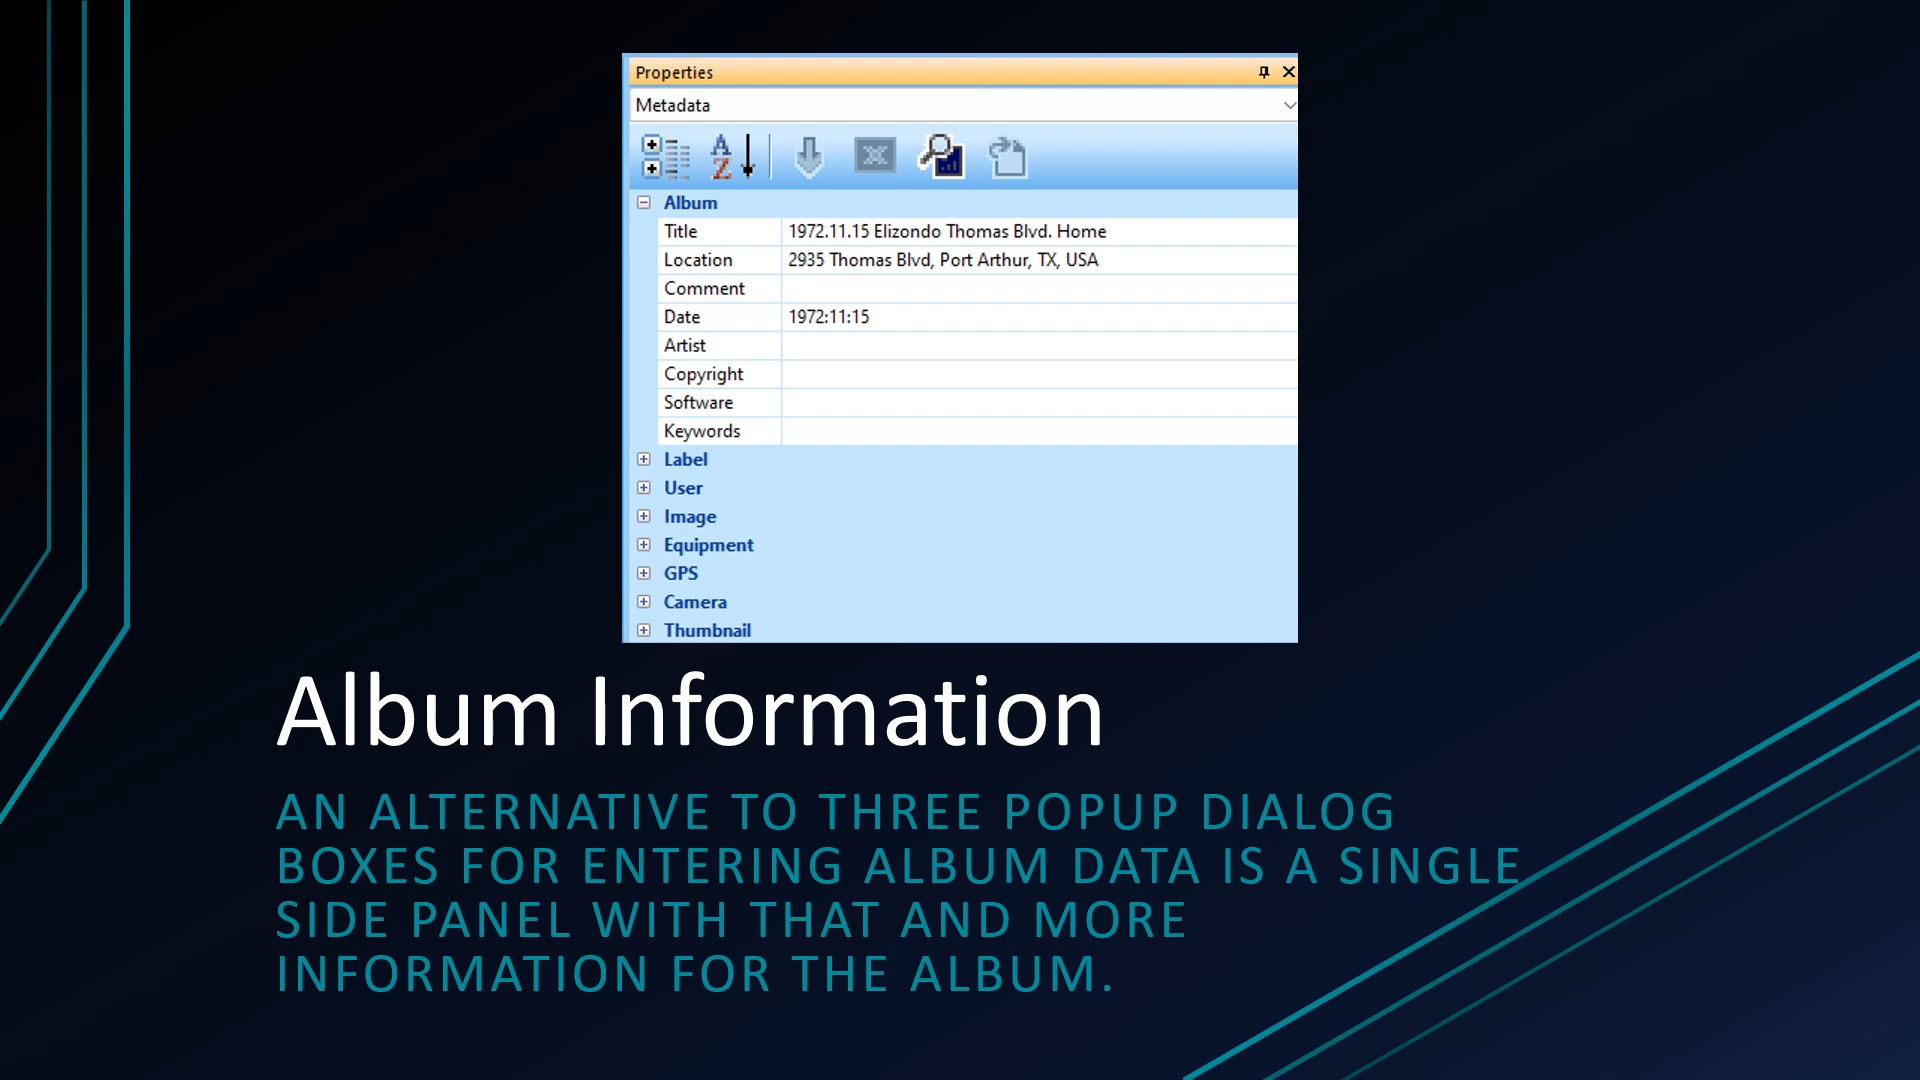 Properties
Metadata
Album
Title 1972.11.15 Elizondo Thomas Blvd. Home
Location 2935 Thomas Blvd, Port Arthur, TX, USA
Comment
Date 1972:11:15
Artist
Copyright
Software
Keywords
Label
User
Image
Equipment
GPS
Camera
Thumbnail
Album Information
AN ALTERNATIVE TO THREE POPUP DIALOG
BOXES FOR ENTERING ALBUM DATA IS A SINGLE
SIDE PANEL WITH THAT AND MORE
INFORMATION FOR THE ALBUM.